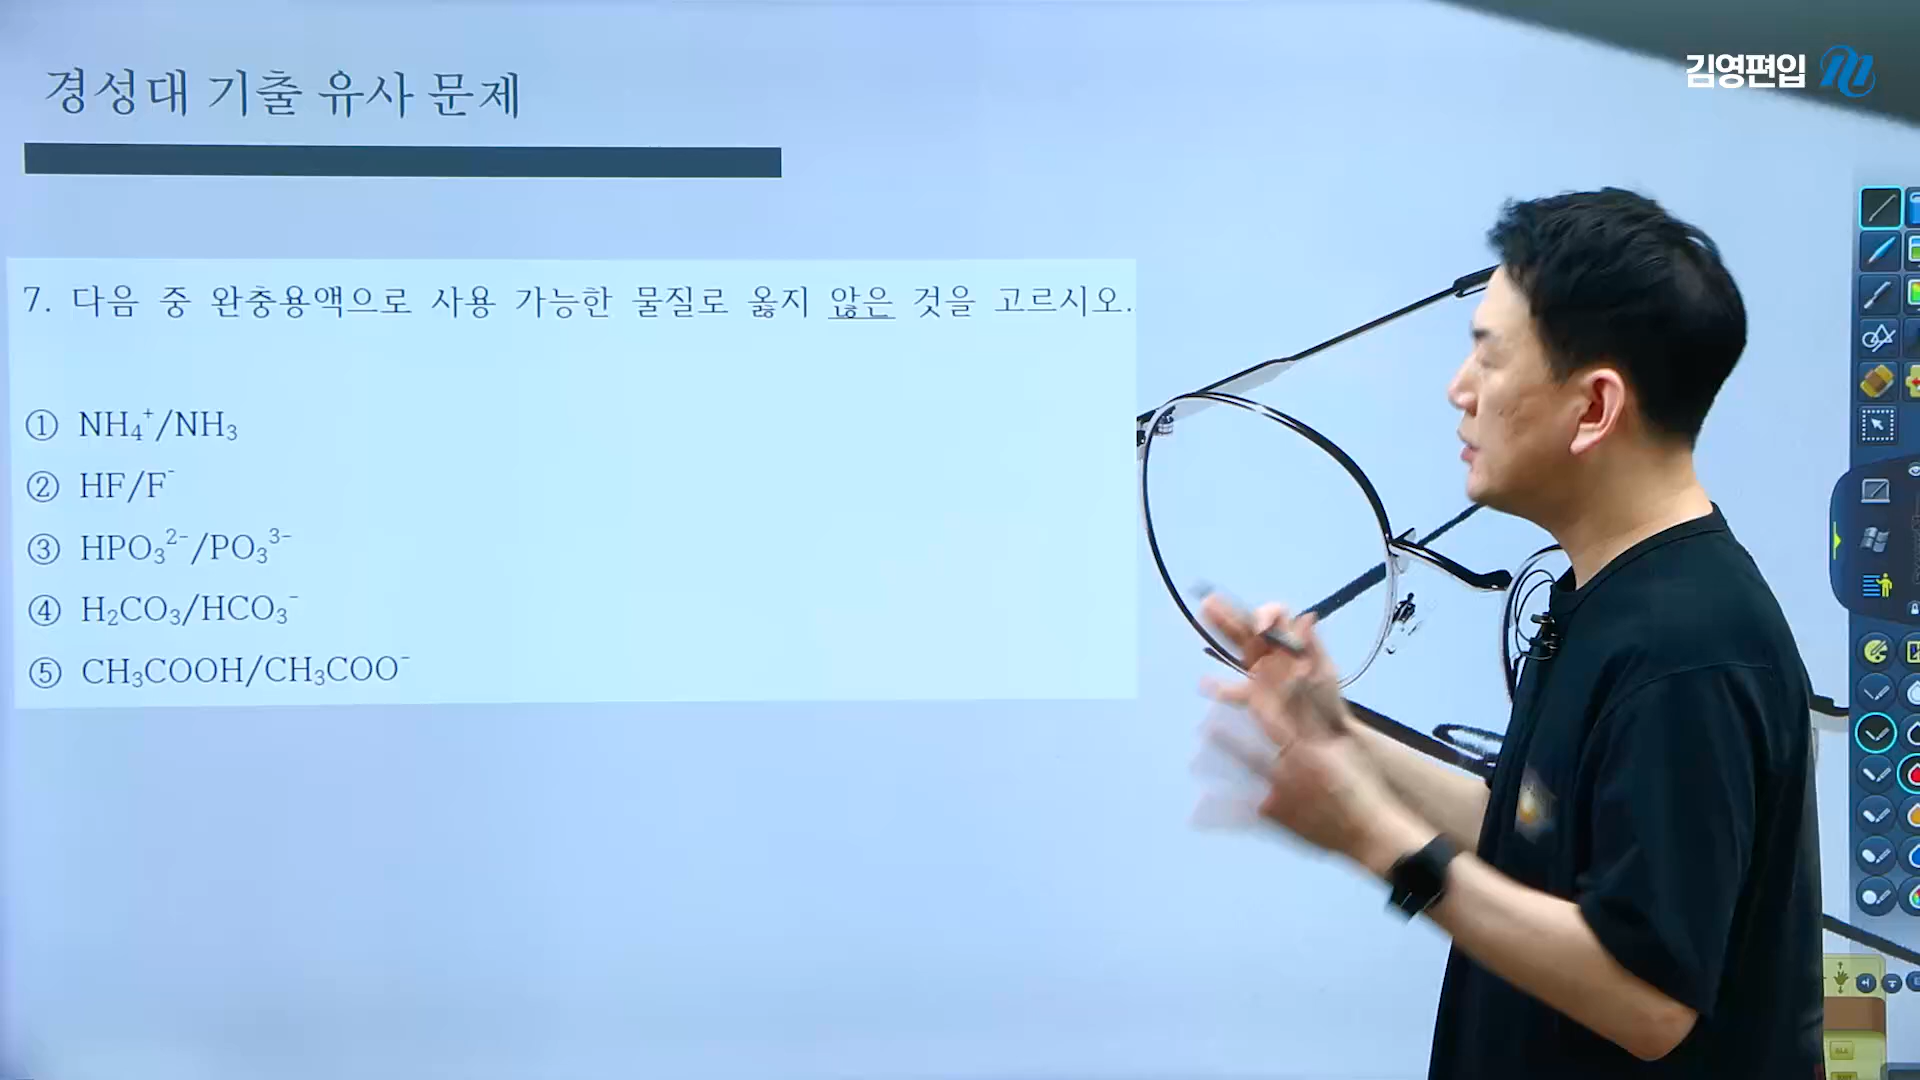 경성대 기출 유사 문제
김영편입
7. 다음 중 완충용액으로 사용 가능한 물질로 옳지 않은 것을 고르시오.
① NH₄⁺/NH₃
② HF/F⁻
③ HPO₃²⁻/PO₃³⁻
④ H₂CO₃/HCO₃⁻
⑤ CH₃COOH/CH₃COO⁻